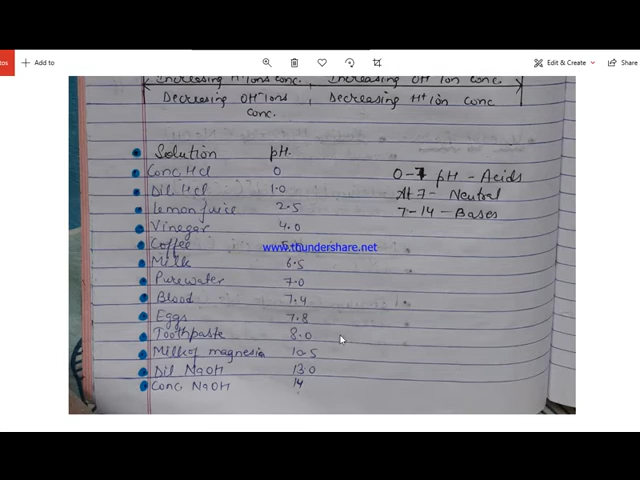 Add to
Edit & Create
Share
Increasing H⁺ ions conc. Increasing OH⁻ ion conc.
Decreasing OH⁻ ions Decreasing H⁺ ion conc
conc.
Solution pH.
Conc HCl 0 0-7 pH - Acids
Dil. HCl 1.0 At 7 - Neutral
Lemon juice 2.5 7-14 - Bases
Vinegar 4.0
www.thundershare.net
Coffee
Milk 6.5
Pure water 7.0
Blood 7.4
Eggs 7.8
Toothpaste 8.0
Milk of magnesia 10.5
Dil NaOH 13.0
Conc NaOH 14